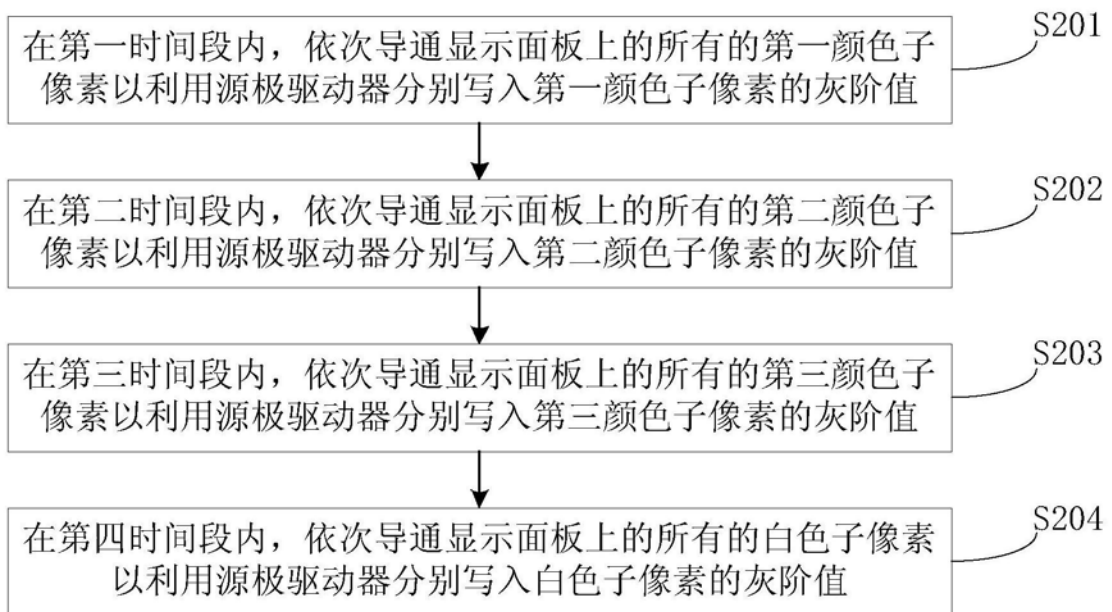 在第一时间段内，依次导通显示面板上的所有的第一颜色子
像素以利用源极驱动器分别写入第一颜色子像素的灰阶值
S201
在第二时间段内，依次导通显示面板上的所有的第二颜色子
像素以利用源极驱动器分别写入第二颜色子像素的灰阶值
S202
在第三时间段内，依次导通显示面板上的所有的第三颜色子
像素以利用源极驱动器分别写入第三颜色子像素的灰阶值
S203
在第四时间段内，依次导通显示面板上的所有的白色子像素
以利用源极驱动器分别写入白色子像素的灰阶值
S204